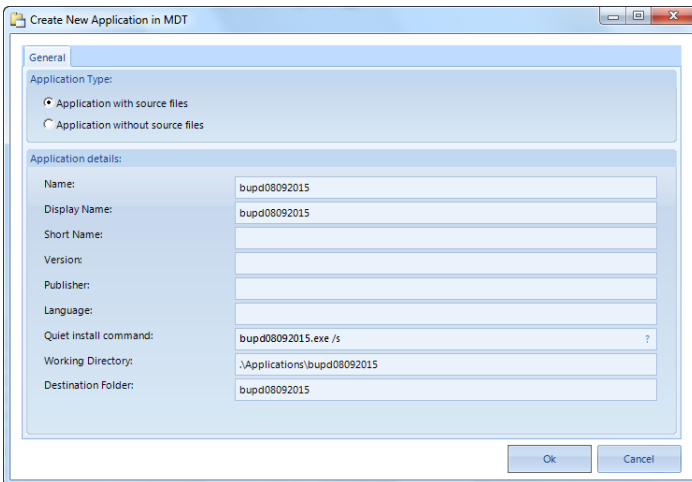 Create New Application in MDT
General
Application Type:
Application with source files
Application without source files
Application details:
Name: bupd08092015
Display Name: bupd08092015
Short Name:
Version:
Publisher:
Language:
Quiet install command: bupd08092015.exe /s ?
Working Directory: .\Applications\bupd08092015
Destination Folder: bupd08092015
Ok Cancel